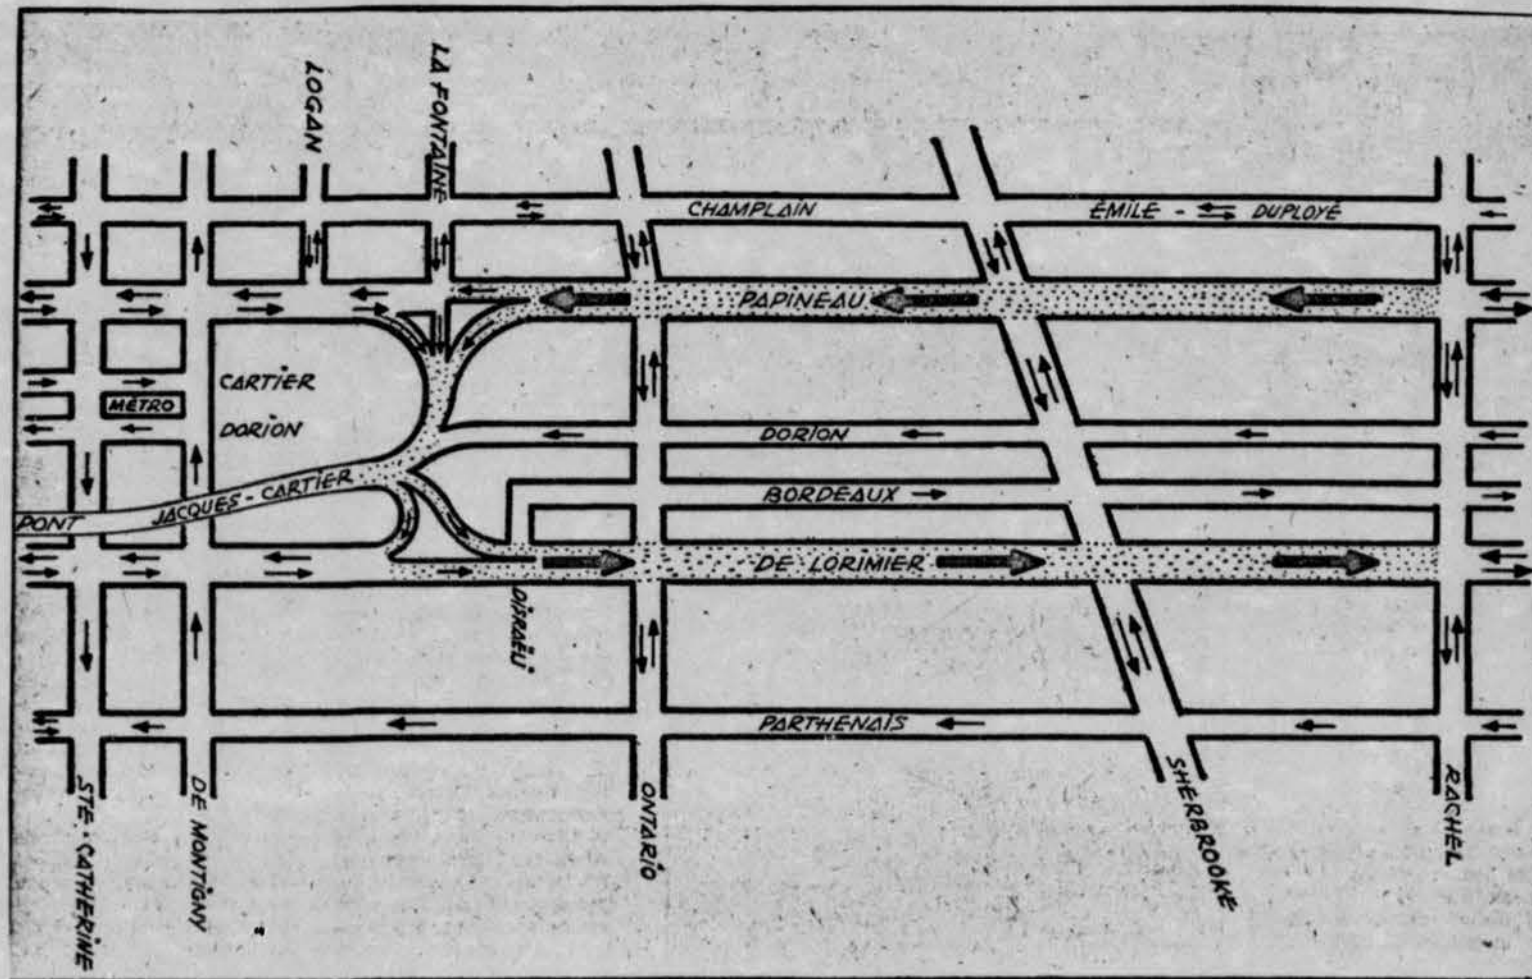 LOGAN
LA FONTAINE
CHAMPLAIN
ÉMILE - DUPLOYÉ
PAPINEAU
CARTIER
MÉTRO
DORION
DORION
PONT JACQUES-CARTIER
BORDEAUX
DE LORIMIER
DISRAËLI
PARTHENAIS
STE-CATHERINE
DE MONTIGNY
ONTARIO
SHERBROOKE
RACHEL